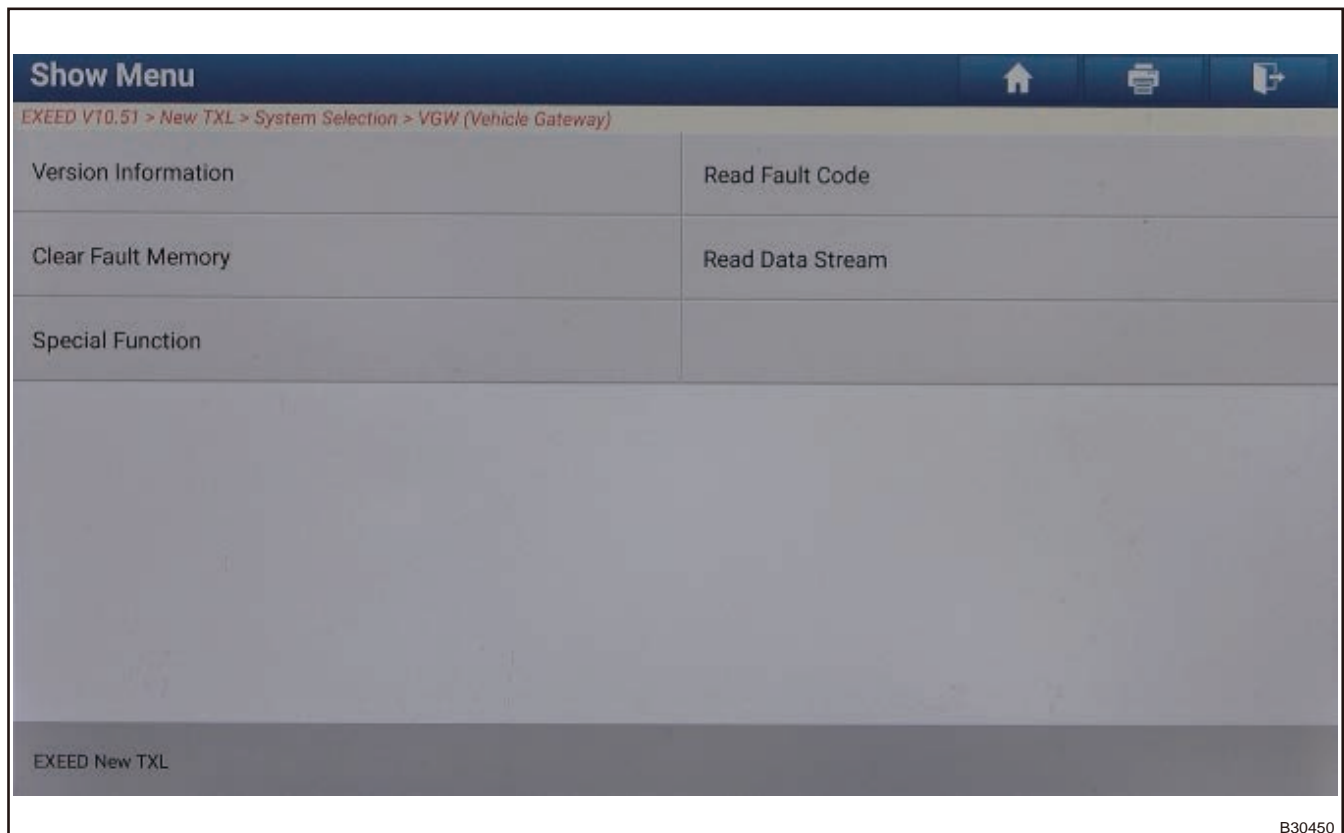 Show Menu
EXEED V10.51 > New TXL > System Selection > VGW (Vehicle Gateway)
Version Information
Read Fault Code
Clear Fault Memory
Read Data Stream
Special Function
EXEED New TXL
B30450